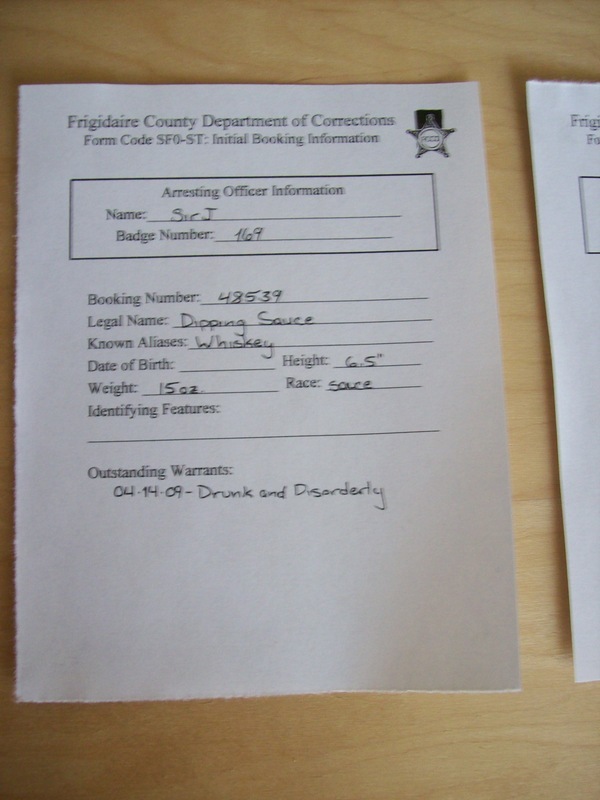 Frigidaire County Department of Corrections
Form Code SF0-ST: Initial Booking Information
Arresting Officer Information
Name: Sir J
Badge Number: 169
Booking Number: 48539
Legal Name: Dipping Sauce
Known Aliases: Whiskey
Date of Birth: Height: 6.5"
Weight: 15oz. Race: sauce
Identifying Features:
Outstanding Warrants:
04-14-09 - Drunk and Disorderly